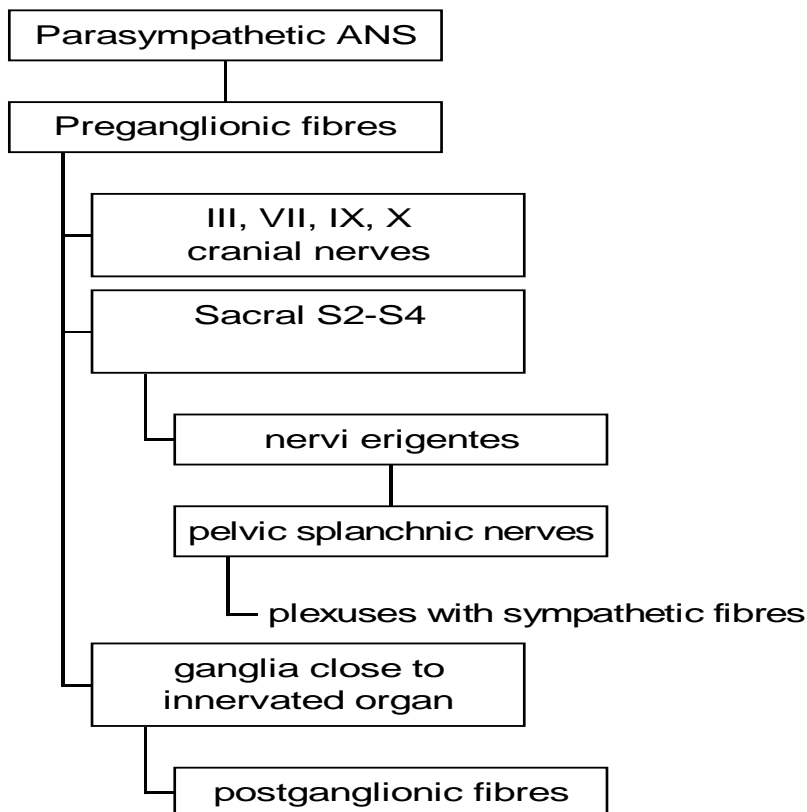 Parasympathetic ANS
Preganglionic fibres
III, VII, IX, X
cranial nerves
Sacral S2-S4
nervi erigentes
pelvic splanchnic nerves
plexuses with sympathetic fibres
ganglia close to
innervated organ
postganglionic fibres